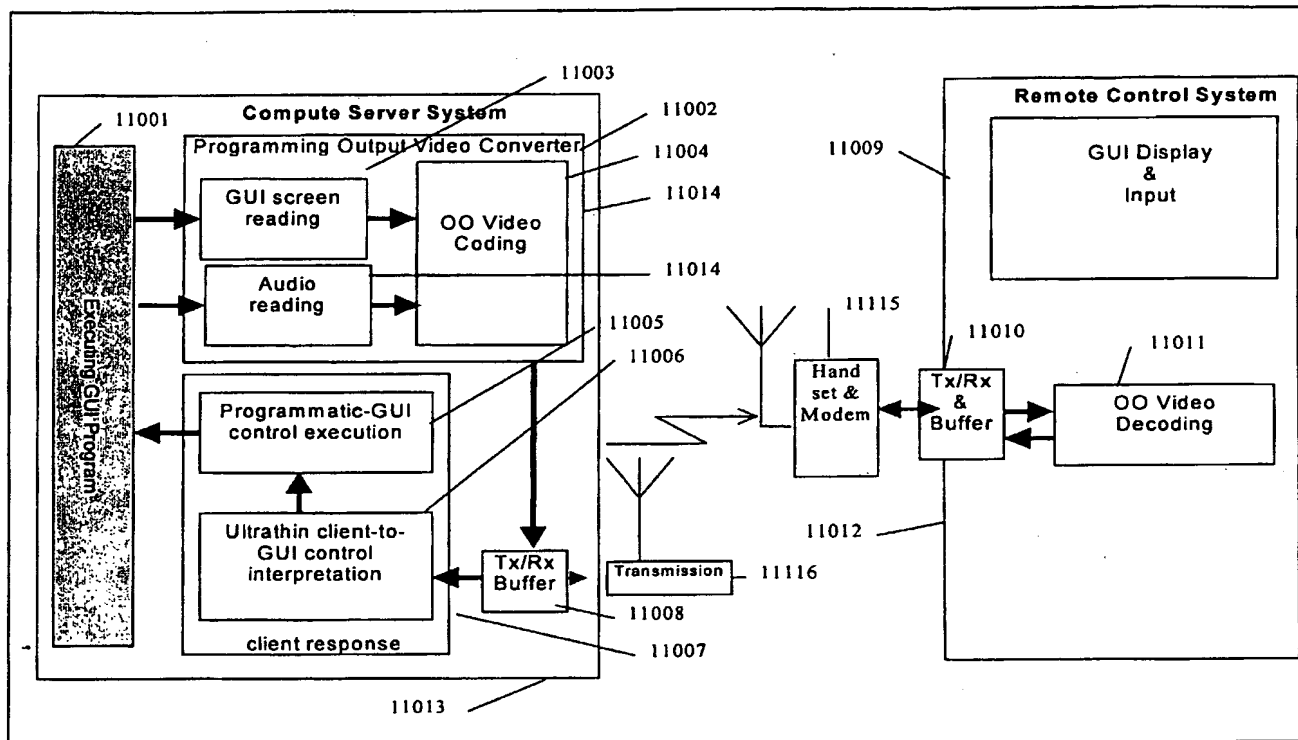 11003
Compute Server System
11001
11002
Programming Output Video Converter
11004
GUI screen
reading
OO Video
Coding
11014
Audio
reading
11014
Executing GUI Program
11005
11006
Programmatic-GUI
control execution
Ultrathin client-to-
GUI control
interpretation
client response
Tx/Rx
Buffer
11008
11007
11013
Transmission
11116
11115
Hand
set &
Modem
Remote Control System
11009
GUI Display
&
Input
11010
Tx/Rx
&
Buffer
11011
OO Video
Decoding
11012